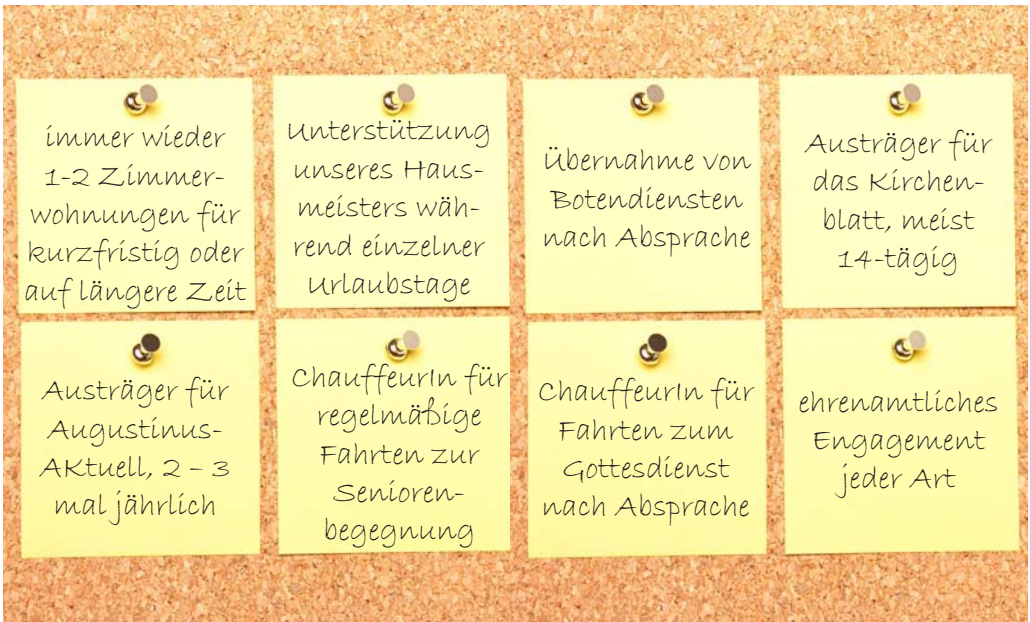 immer wieder
1-2 Zimmer-
wohnungen für
kurzfristig oder
auf längere Zeit
Unterstützung
unseres Haus-
meisters wäh-
rend einzelner
Urlaubstage
Übernahme von
Botendiensten
nach Absprache
Austräger für
das Kirchen-
blatt, meist
14-tägig
Austräger für
Augustinus-
AKtuell, 2 – 3
mal jährlich
ChauffeurIn für
regelmäßige
Fahrten zur
Senioren-
begegnung
ChauffeurIn für
Fahrten zum
Gottesdienst
nach Absprache
ehrenamtliches
Engagement
jeder Art